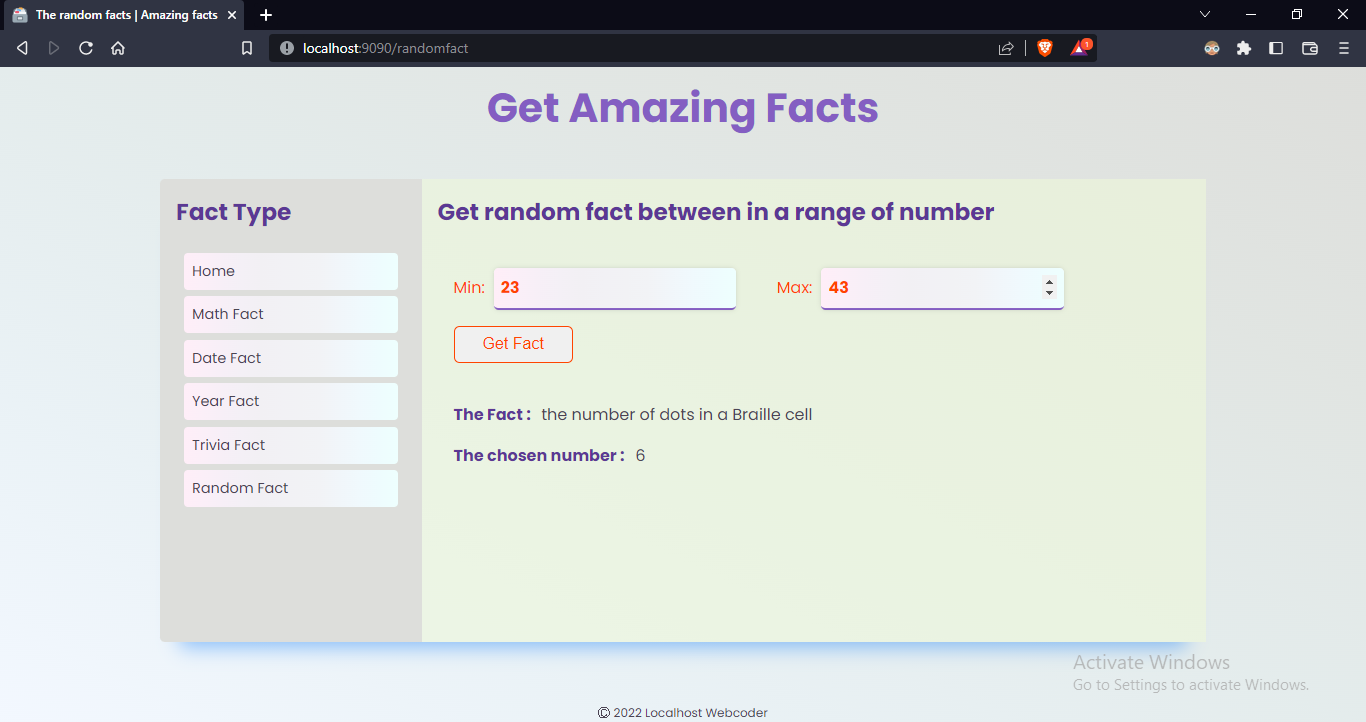 The random facts | Amazing facts
localhost:9090/randomfact
1
Get Amazing Facts
Fact Type
Home
Math Fact
Date Fact
Year Fact
Trivia Fact
Random Fact
Get random fact between in a range of number
Min: 23 Max: 43
Get Fact
The Fact : the number of dots in a Braille cell
The chosen number : 6
Activate Windows
Go to Settings to activate Windows.
© 2022 Localhost Webcoder